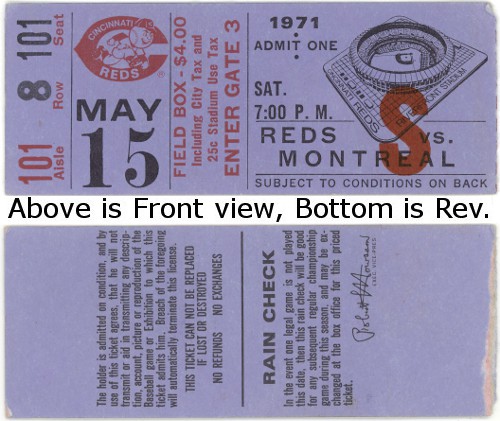 101 Seat
8 Row
101 Aisle
CINCINNATI
REDS
MAY
15
FIELD BOX - $4.00
Including City Tax and
25c Stadium Use Tax
ENTER GATE 3
1971
ADMIT ONE
SAT.
7:00 P. M.
CINCINNATI REDS
RIVERFRONT STADIUM
S
REDS vs.
MONTREAL
SUBJECT TO CONDITIONS ON BACK
Above is Front view, Bottom is Rev.
The holder is admitted on condition, and by
use of this ticket agrees, that he will not
transmit or aid in transmitting any descrip-
tion, account, picture or reproduction of the
Baseball game or Exhibition to which this
ticket admits him. Breach of the foregoing
will automatically terminate this license.
THIS TICKET CAN NOT BE REPLACED
IF LOST OR DESTROYED
NO REFUNDS NO EXCHANGES
RAIN CHECK
In the event one legal game is not played
this date, then this rain check will be good
for any subsequent regular championship
game during this season, and may be ex-
changed at the box office for this priced
ticket.
EXEC. VICE-PRES.